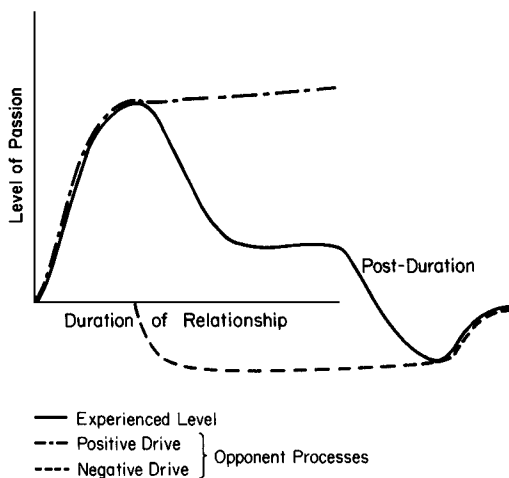 Level of Passion
Post-Duration
Duration of Relationship
Experienced Level
Positive Drive
Opponent Processes
Negative Drive